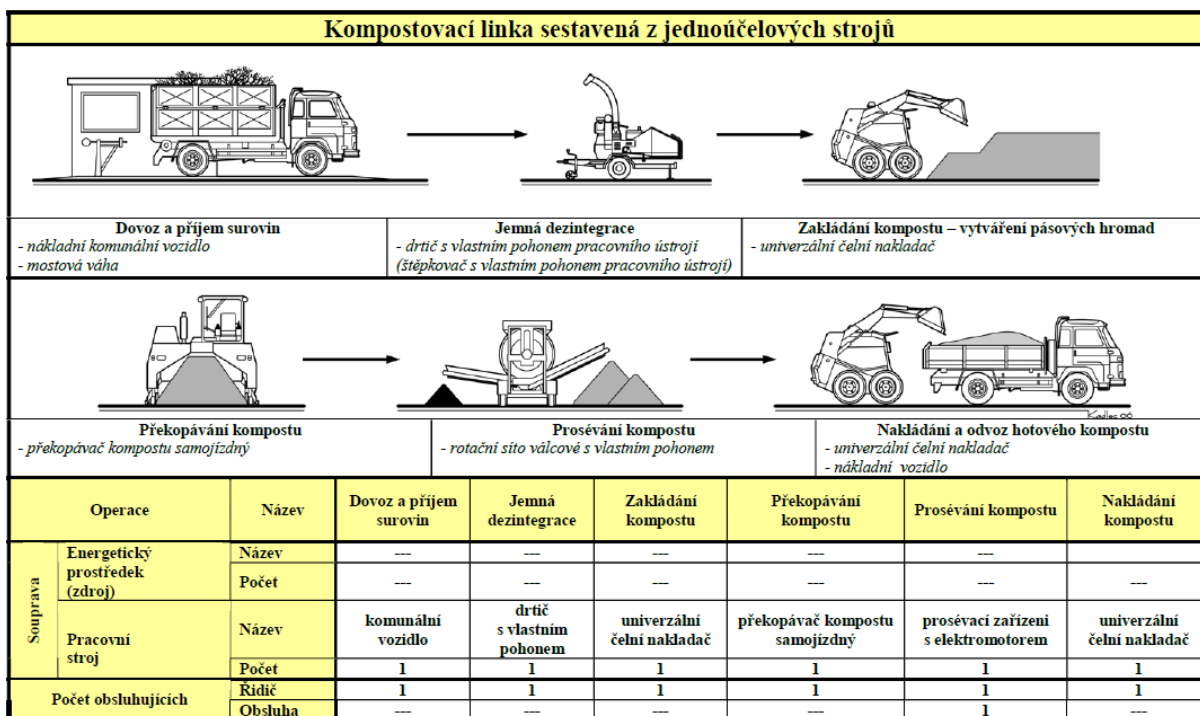 Kompostovací linka sestavená z jednoúčelových strojů
Dovoz a příjem surovin
- nákladní komunální vozidlo
- mostová váha
Jemná dezintegrace
- drtič s vlastním pohonem pracovního ústrojí
(štěpkovač s vlastním pohonem pracovního ústrojí)
Zakládání kompostu – vytváření pásových hromad
- univerzální čelní nakladač
Kadlec 06
Překopávání kompostu
- překopávač kompostu samojízdný
Prosévání kompostu
- rotační síto válcové s vlastním pohonem
Nakládání a odvoz hotového kompostu
- univerzální čelní nakladač
- nákladní vozidlo
Operace Název Dovoz a příjem surovin Jemná dezintegrace Zakládání kompostu Překopávání kompostu Prosévání kompostu Nakládání kompostu
Souprava
Energetický prostředek (zdroj)
Název --- --- --- --- ---
Počet --- --- --- --- --- ---
Pracovní stroj
Název komunální vozidlo drtič s vlastním pohonem univerzální čelní nakladač překopávač kompostu samojízdný prosévací zařízeni s elektromotorem univerzální čelní nakladač
Počet 1 1 1 1 1 1
Počet obsluhujících
Řidič 1 1 1 1 1 1
Obsluha --- --- --- --- 1 ---